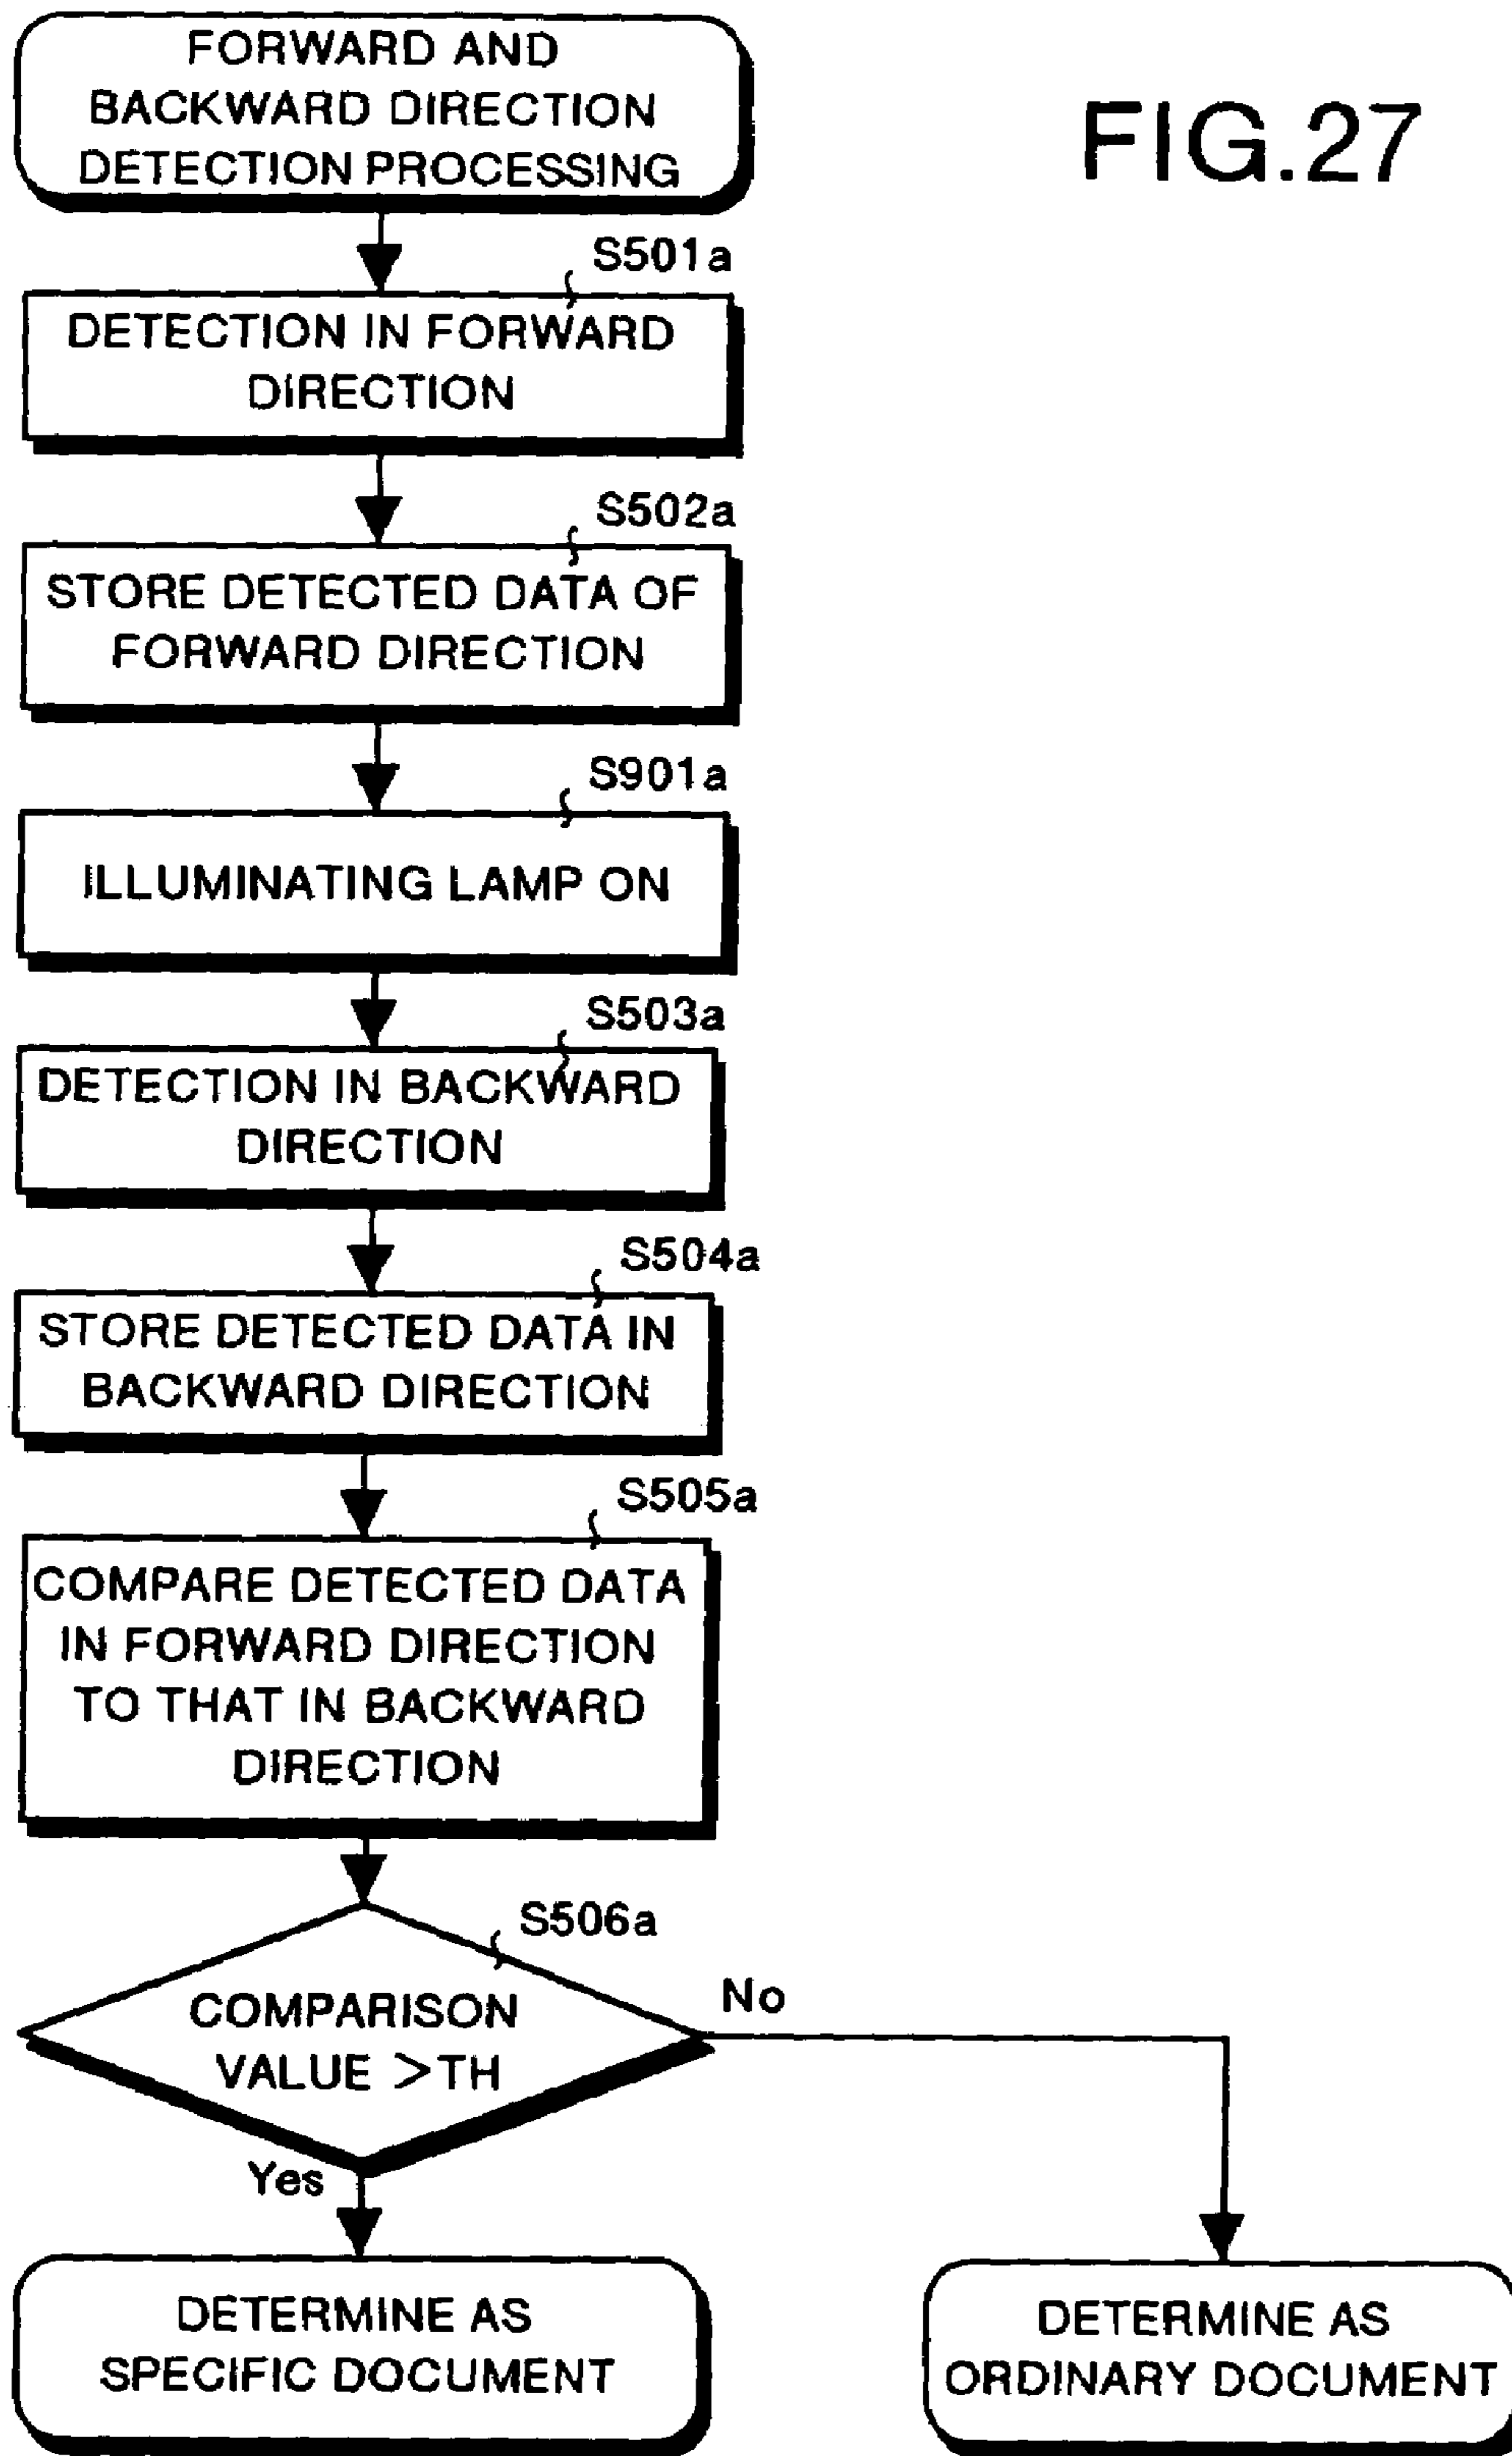 FORWARD AND
BACKWARD DIRECTION
DETECTION PROCESSING
FIG.27
S501a
DETECTION IN FORWARD
DIRECTION
S502a
STORE DETECTED DATA OF
FORWARD DIRECTION
S901a
ILLUMINATING LAMP ON
S503a
DETECTION IN BACKWARD
DIRECTION
S504a
STORE DETECTED DATA IN
BACKWARD DIRECTION
S505a
COMPARE DETECTED DATA
IN FORWARD DIRECTION
TO THAT IN BACKWARD
DIRECTION
S506a
COMPARISON
VALUE >TH
No
Yes
DETERMINE AS
SPECIFIC DOCUMENT
DETERMINE AS
ORDINARY DOCUMENT